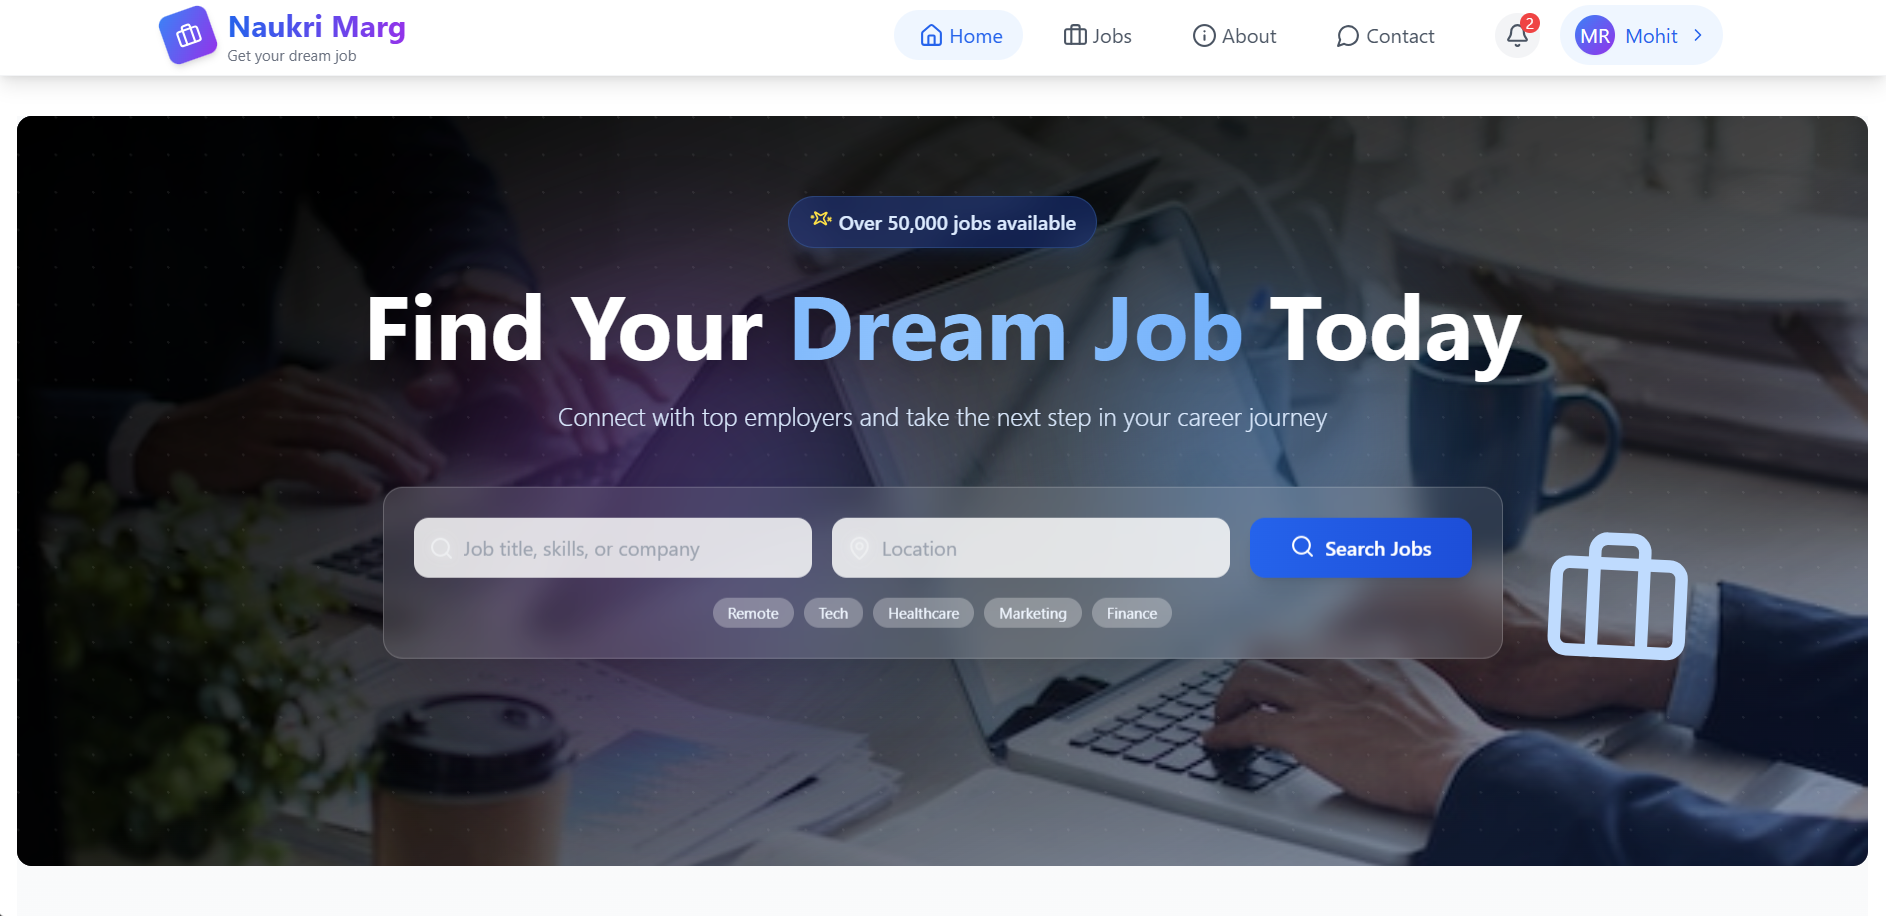 Naukri Marg
Get your dream job
Home
Jobs
About
Contact
2
MR
Mohit
Over 50,000 jobs available
Find Your Dream Job Today
Connect with top employers and take the next step in your career journey
Job title, skills, or company
Location
Search Jobs
Remote
Tech
Healthcare
Marketing
Finance